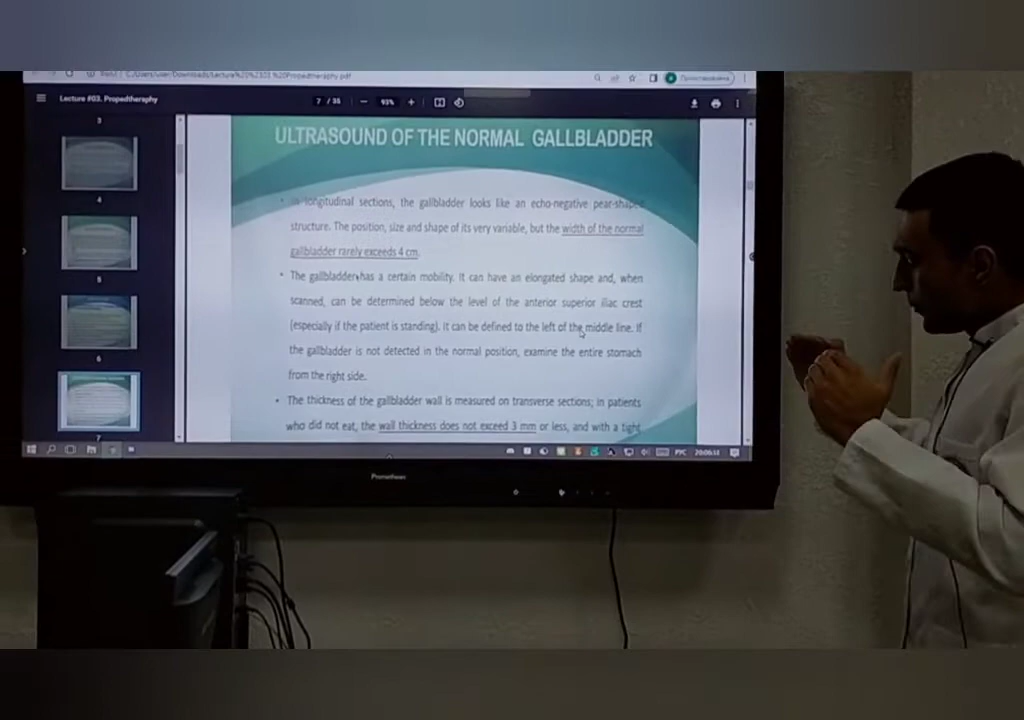 Lecture #03. Propedtheraphy
7 / 35
93%
ULTRASOUND OF THE NORMAL GALLBLADDER
longitudinal sections, the gallbladder looks like an echo-negative pear-shaped
structure. The position, size and shape of its very variable, but the width of the normal
gallbladder rarely exceeds 4 cm.
The gallbladder has a certain mobility. It can have an elongated shape and, when
scanned, can be determined below the level of the anterior superior iliac crest
(especially if the patient is standing). It can be defined to the left of the middle line. If
the gallbladder is not detected in the normal position, examine the entire stomach
from the right side.
The thickness of the gallbladder wall is measured on transverse sections; in patients
who did not eat, the wall thickness does not exceed 3 mm or less, and with a tight
3
4
5
6
7
РУС
Promethean